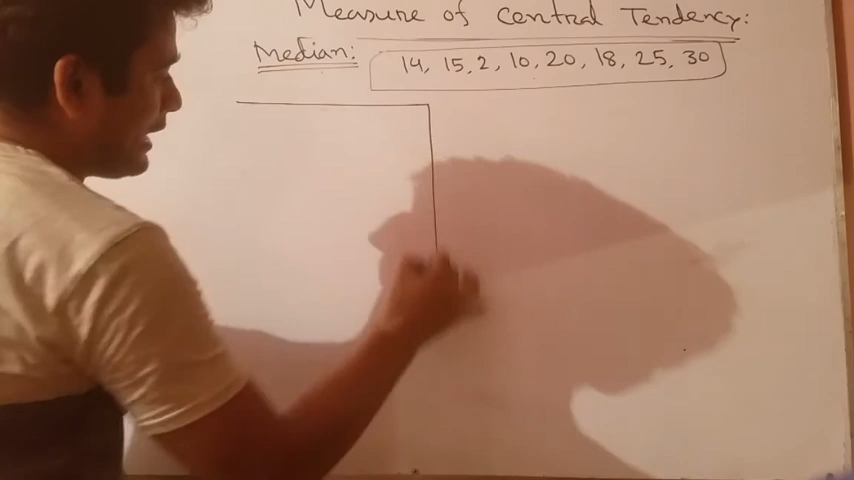 Measure of Central Tendency:
Median: 14, 15, 2, 10, 20, 18, 25, 30